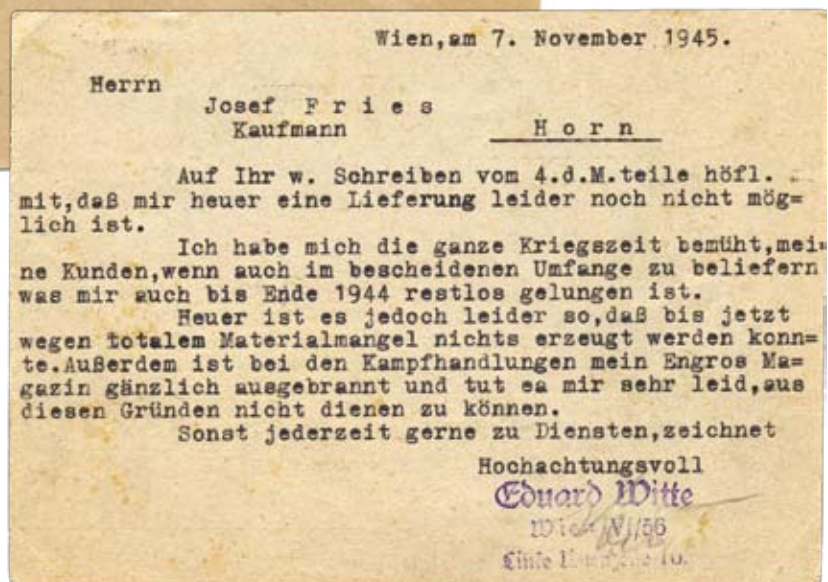 Wien,am 7. November 1945.
Herrn
Josef F r i e s
Kaufmann H o r n
Auf Ihr w. Schreiben vom 4.d.M.teile höfl.
mit,daß mir heuer eine Lieferung leider noch nicht mög=
lich ist.
Ich habe mich die ganze Kriegszeit bemüht,mei=
ne Kunden,wenn auch im bescheidenen Umfange zu beliefern
was mir auch bis Ende 1944 restlos gelungen ist.
Heuer ist es jedoch leider so,daß bis jetzt
wegen totalem Materialmangel nichts erzeugt werden konn=
te.Außerdem ist bei den Kampfhandlungen mein Engros Ma=
gazin gänzlich ausgebrannt und tut es mir sehr leid,aus
diesen Gründen nicht dienen zu können.
Sonst jederzeit gerne zu Diensten,zeichnet
Hochachtungsvoll
Eduard Witte
Wien VI/56
Linke